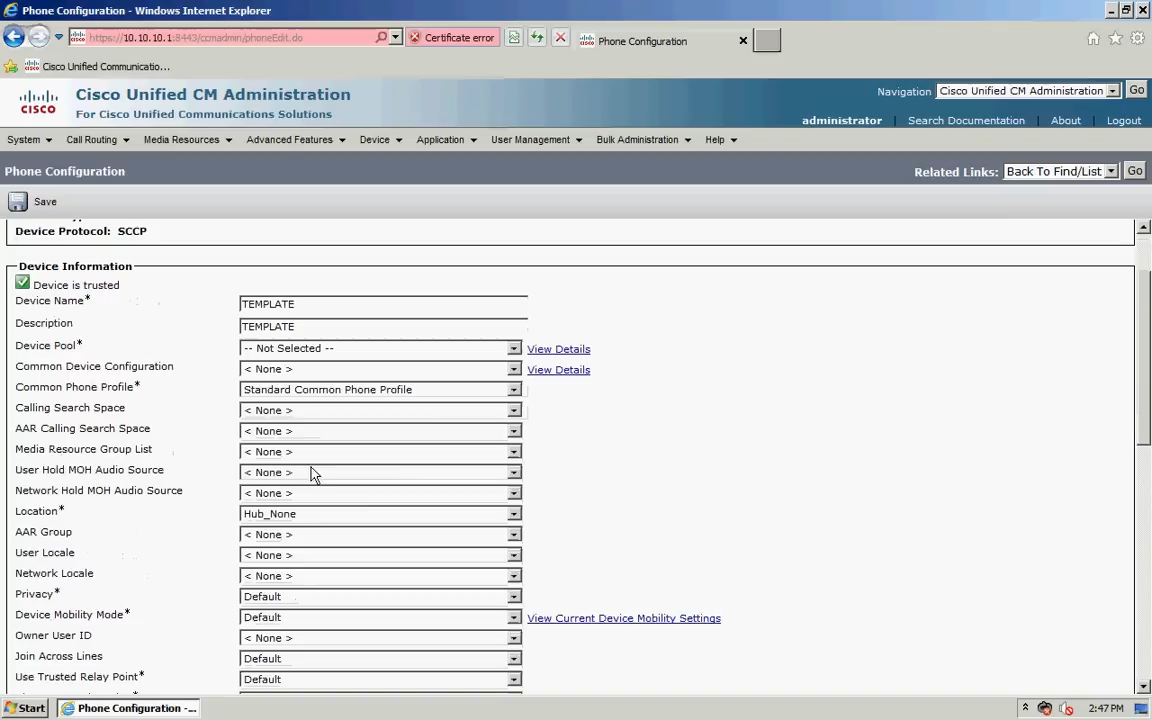 Phone Configuration - Windows Internet Explorer
https://10.10.10.1:8443/ccmadmin/phoneEdit.do
Certificate error
Phone Configuration
Cisco Unified Communicatio...
CISCO
Cisco Unified CM Administration
For Cisco Unified Communications Solutions
Navigation Cisco Unified CM Administration Go
administrator | Search Documentation | About | Logout
System Call Routing Media Resources Advanced Features Device Application User Management Bulk Administration Help
Phone Configuration
Related Links: Back To Find/List Go
Save
Device Protocol: SCCP
Device Information
Device is trusted
Device Name* TEMPLATE
Description TEMPLATE
Device Pool* -- Not Selected -- View Details
Common Device Configuration < None > View Details
Common Phone Profile* Standard Common Phone Profile
Calling Search Space < None >
AAR Calling Search Space < None >
Media Resource Group List < None >
User Hold MOH Audio Source < None >
Network Hold MOH Audio Source < None >
Location* Hub_None
AAR Group < None >
User Locale < None >
Network Locale < None >
Privacy* Default
Device Mobility Mode* Default View Current Device Mobility Settings
Owner User ID < None >
Join Across Lines Default
Use Trusted Relay Point* Default
Start
Phone Configuration -...
2:47 PM